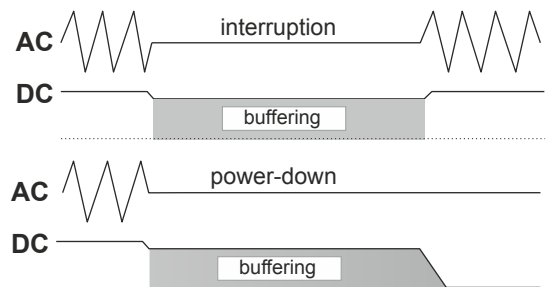 interruption
AC
DC
buffering
power-down
AC
DC
buffering